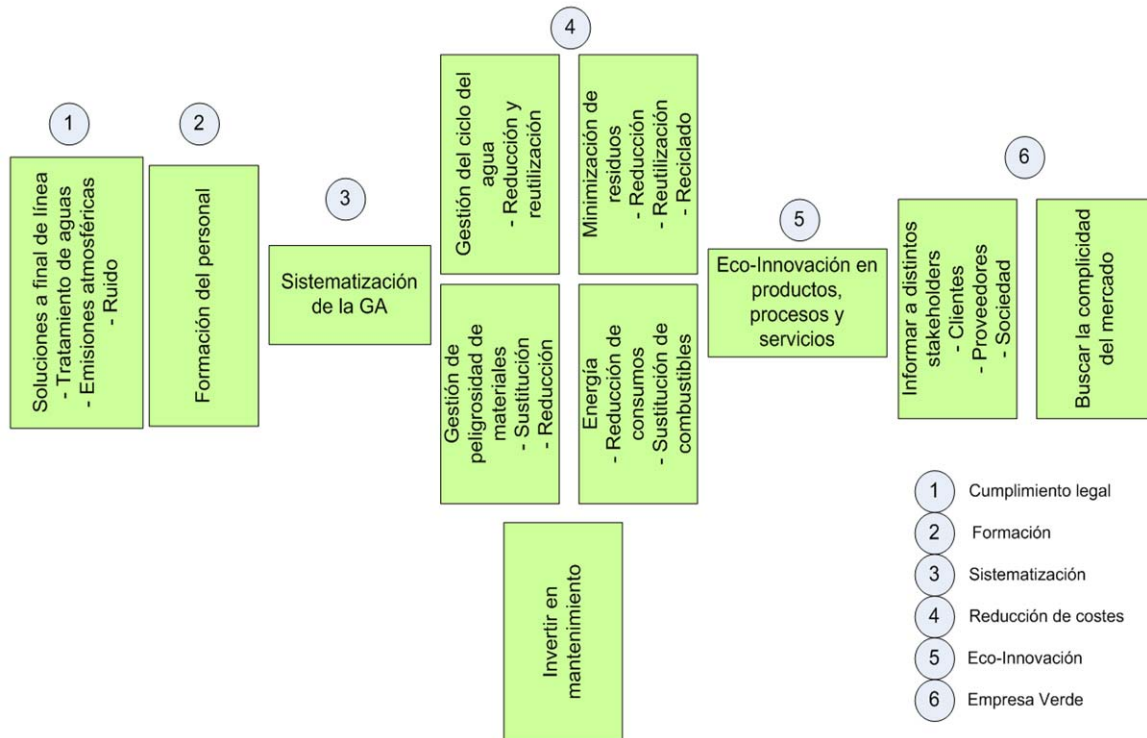 1
Soluciones a final de línea
- Tratamiento de aguas
- Emisiones atmosféricas
- Ruido
2
Formación del personal
3
Sistematización
de la GA
4
Gestión del ciclo del
agua
- Reducción y
reutilización
Minimización de
residuos
- Reducción
- Reutilización
- Reciclado
Gestión de
peligrosidad de
materiales
- Sustitución
- Reducción
Energía
- Reducción de
consumos
- Sustitución de
combustibles
Invertir en
mantenimiento
5
Eco-Innovación en
productos,
procesos y
servicios
6
Informar a distintos
stakeholders
- Clientes
- Proveedores
- Sociedad
Buscar la complicidad
del mercado
1 Cumplimiento legal
2 Formación
3 Sistematización
4 Reducción de costes
5 Eco-Innovación
6 Empresa Verde